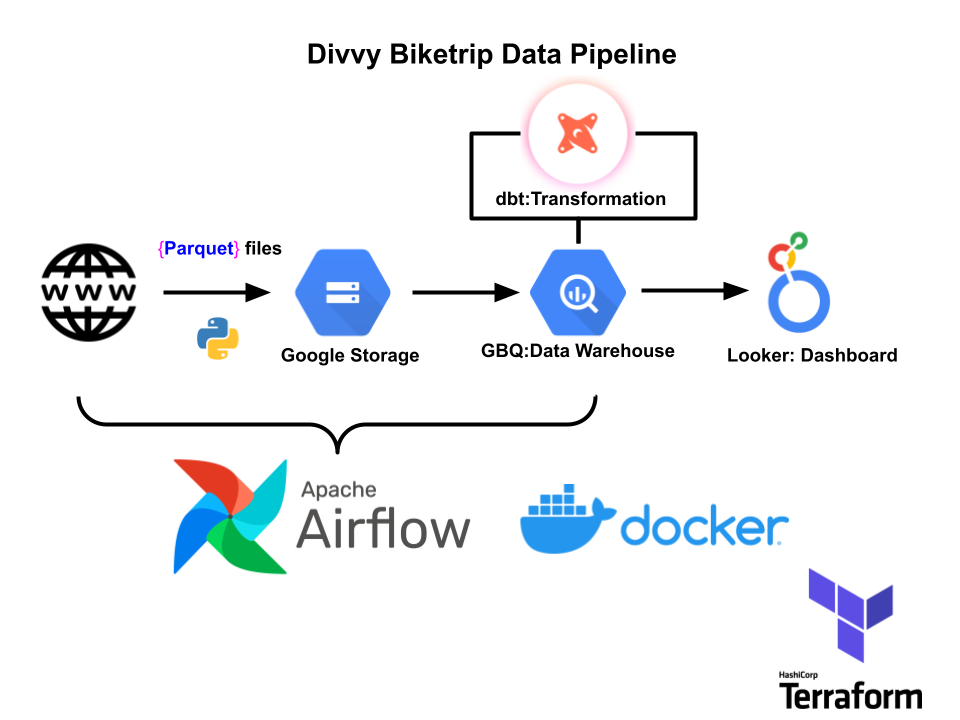 Divvy Biketrip Data Pipeline
dbt:Transformation
{Parquet} files
WWW
Google Storage
GBQ:Data Warehouse
Looker: Dashboard
Apache
Airflow
docker
HashiCorp
Terraform